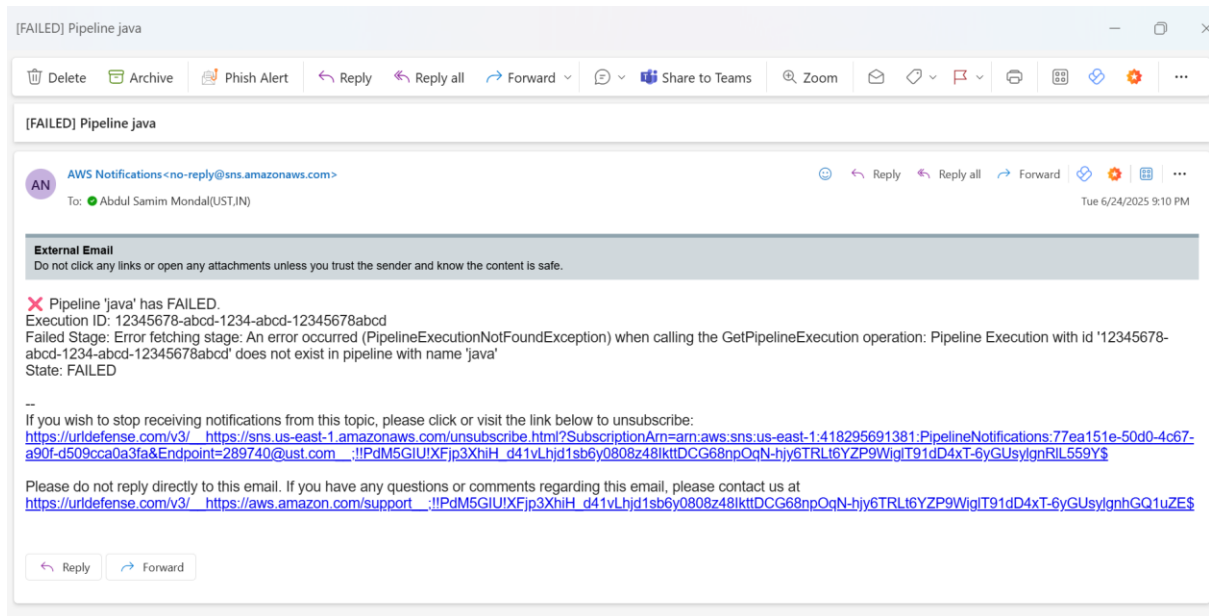 [FAILED] Pipeline java
Delete Archive Phish Alert Reply Reply all Forward Share to Teams Zoom
[FAILED] Pipeline java
AN
AWS Notifications<no-reply@sns.amazonaws.com>
Reply Reply all Forward
To: Abdul Samim Mondal(UST,IN)
Tue 6/24/2025 9:10 PM
External Email
Do not click any links or open any attachments unless you trust the sender and know the content is safe.
❌ Pipeline 'java' has FAILED.
Execution ID: 12345678-abcd-1234-abcd-12345678abcd
Failed Stage: Error fetching stage: An error occurred (PipelineExecutionNotFoundException) when calling the GetPipelineExecution operation: Pipeline Execution with id '12345678-
abcd-1234-abcd-12345678abcd' does not exist in pipeline with name 'java'
State: FAILED
--
If you wish to stop receiving notifications from this topic, please click or visit the link below to unsubscribe:
https://urldefense.com/v3/__https://sns.us-east-1.amazonaws.com/unsubscribe.html?SubscriptionArn=arn:aws:sns:us-east-1:418295691381:PipelineNotifications:77ea151e-50d0-4c67-
a90f-d509cca0a3fa&Endpoint=289740@ust.com__;!!PdM5GIU!XFjp3XhiH_d41vLhjd1sb6y0808z48IkttDCG68npOqN-hjy6TRLt6YZP9WiglT91dD4xT-6yGUsylgnRlL559Y$
Please do not reply directly to this email. If you have any questions or comments regarding this email, please contact us at
https://urldefense.com/v3/__https://aws.amazon.com/support__;!!PdM5GIU!XFjp3XhiH_d41vLhjd1sb6y0808z48IkttDCG68npOqN-hjy6TRLt6YZP9WiglT91dD4xT-6yGUsylgnhGQ1uZE$
Reply Forward